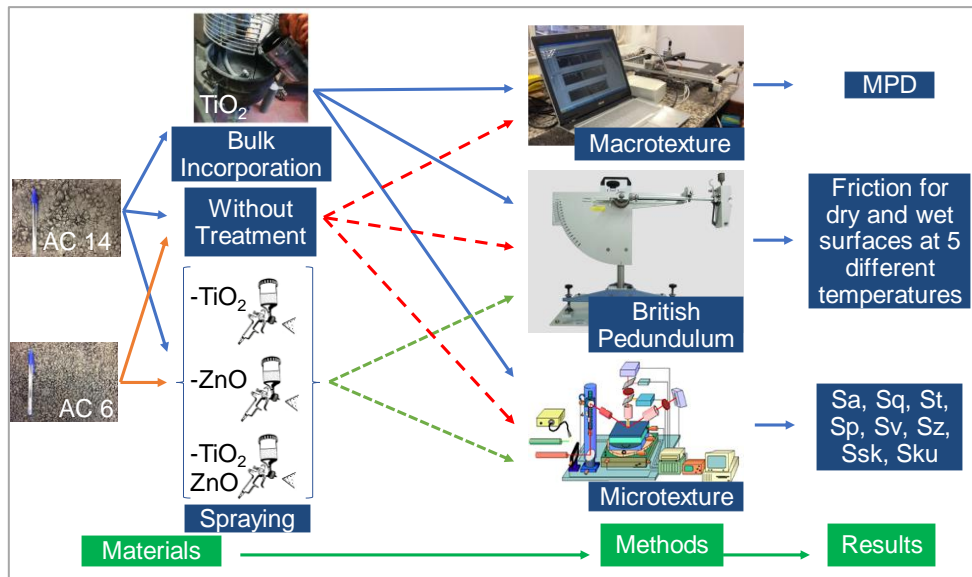 TiO₂
Bulk
Incorporation
AC 14
Without
Treatment
AC 6
-TiO₂
-ZnO
-TiO₂
ZnO
Spraying
Macrotexture
British
Pedundulum
Microtexture
MPD
Friction for
dry and wet
surfaces at 5
different
temperatures
Sa, Sq, St,
Sp, Sv, Sz,
Ssk, Sku
Materials
Methods
Results